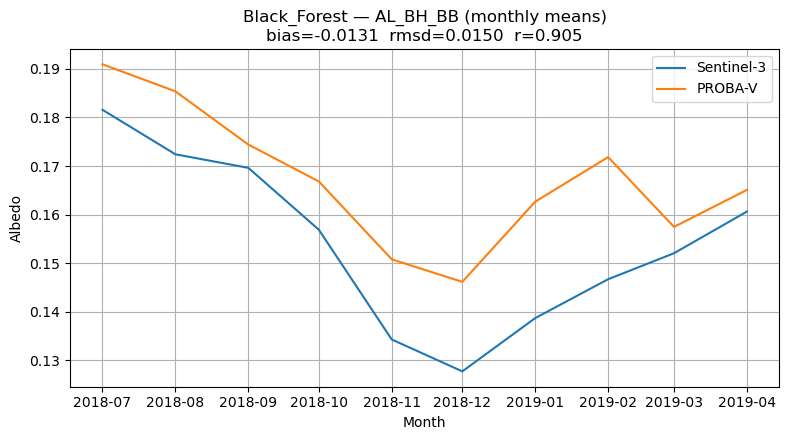 Black_Forest — AL_BH_BB (monthly means)
bias=-0.0131  rmsd=0.0150  r=0.905
Sentinel-3
PROBA-V
0.19
0.18
0.17
0.16
0.15
0.14
0.13
Albedo
2018-07 2018-08 2018-09 2018-10 2018-11 2018-12 2019-01 2019-02 2019-03 2019-04
Month